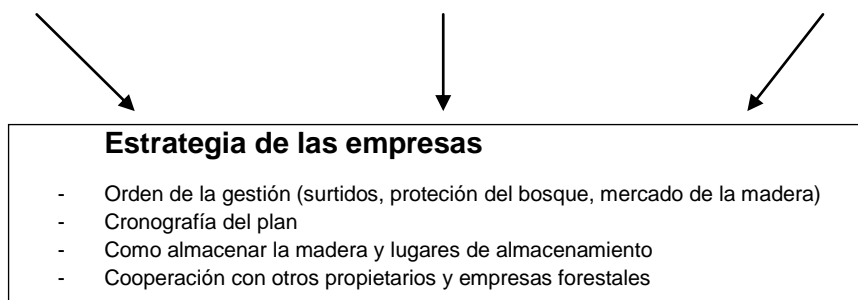 Estrategia de las empresas
- Orden de la gestión (surtidos, proteción del bosque, mercado de la madera)
- Cronografía del plan
- Como almacenar la madera y lugares de almacenamiento
- Cooperación con otros propietarios y empresas forestales